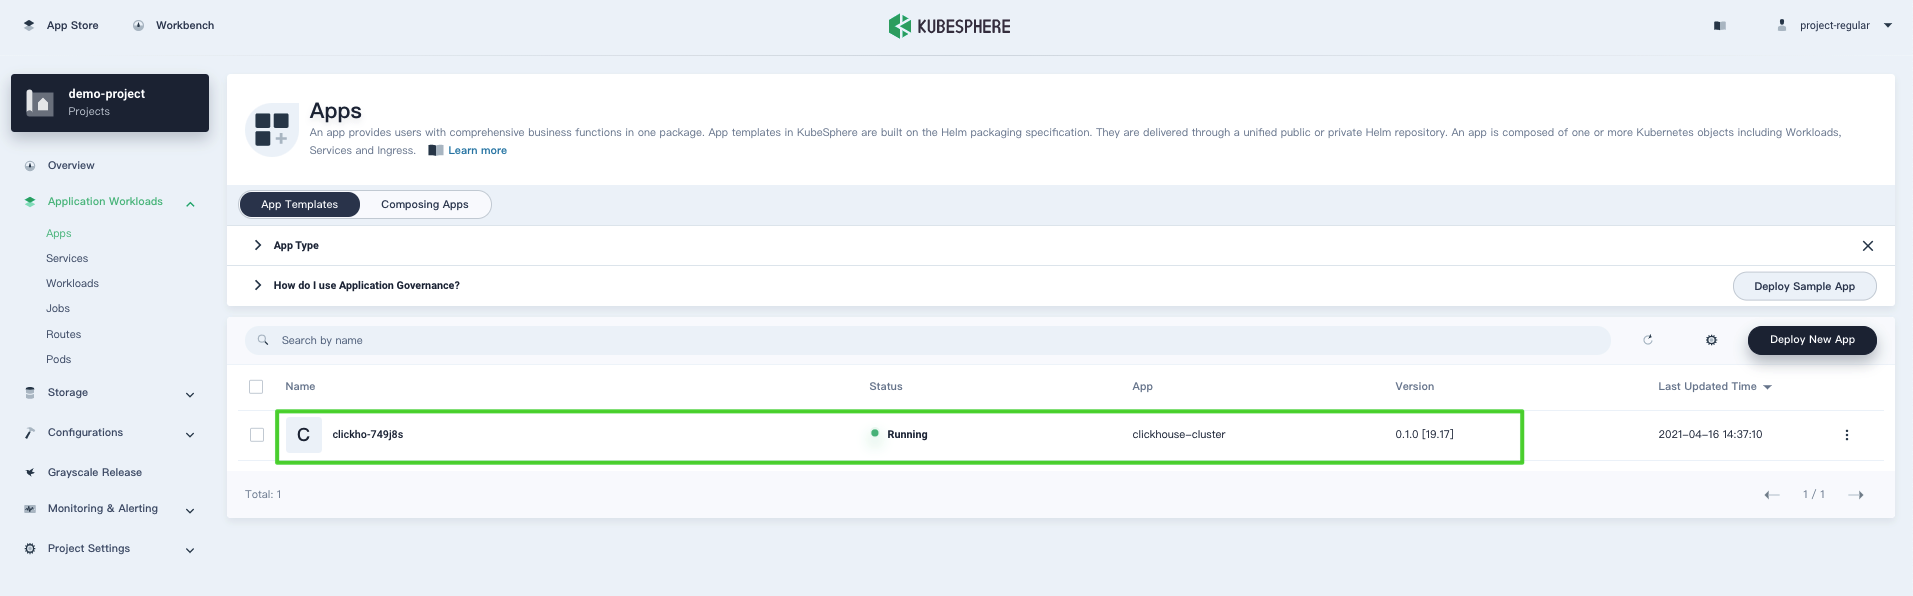 App Store
Workbench
KUBESPHERE
project-regular
demo-project
Projects
Overview
Application Workloads
Apps
Services
Workloads
Jobs
Routes
Pods
Storage
Configurations
Grayscale Release
Monitoring & Alerting
Project Settings
Apps
An app provides users with comprehensive business functions in one package. App templates in KubeSphere are built on the Helm packaging specification. They are delivered through a unified public or private Helm repository. An app is composed of one or more Kubernetes objects including Workloads,
Services and Ingress. Learn more
App Templates Composing Apps
App Type
How do I use Application Governance?
Deploy Sample App
Search by name
Deploy New App
Name Status App Version Last Updated Time
C clickho-749j8s Running clickhouse-cluster 0.1.0 [19.17] 2021-04-16 14:37:10
Total: 1
1 / 1